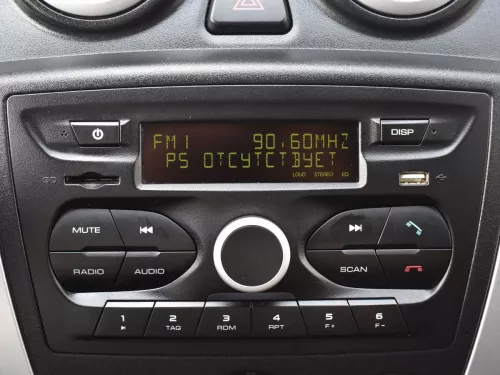 DISP
FM1 90.60MHZ
PS ОТСУТСТВУЕТ
LOUD STEREO EQ
SD
MUTE
RADIO AUDIO
SCAN
1 2 TAG 3 RDM 4 RPT 5 F+ 6 F-